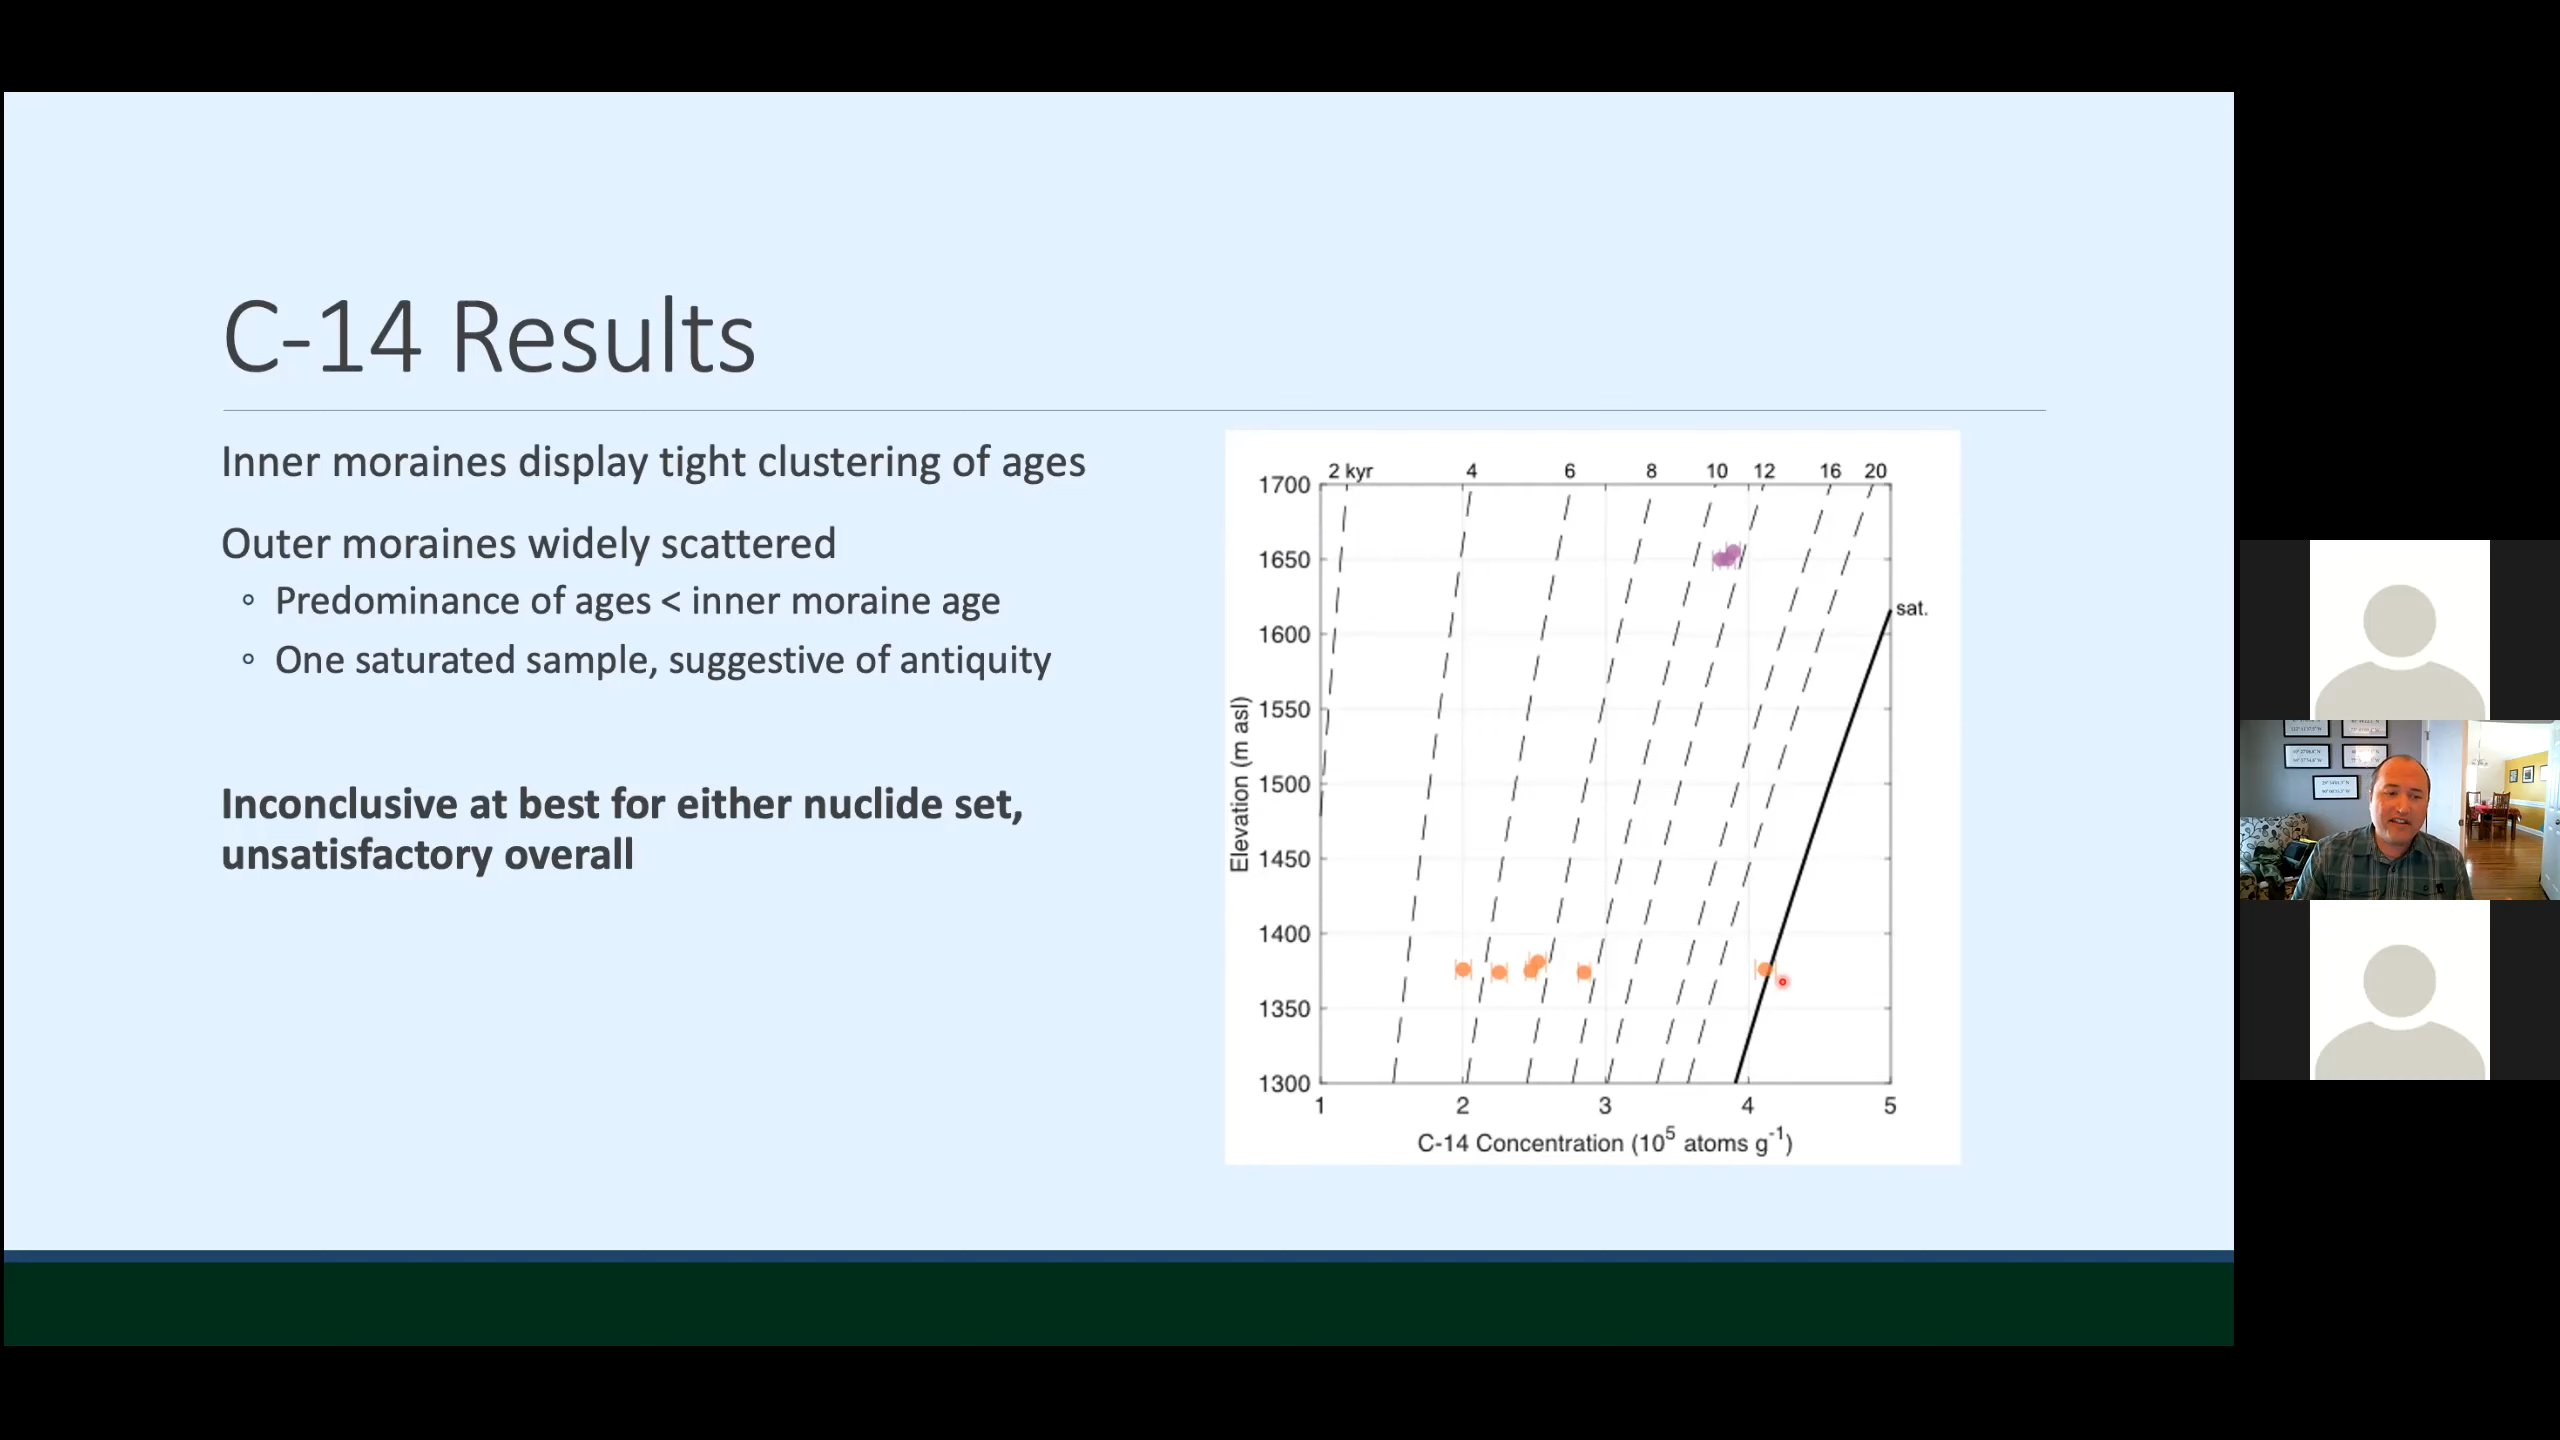 C-14 Results
Inner moraines display tight clustering of ages
Outer moraines widely scattered
◦ Predominance of ages < inner moraine age
◦ One saturated sample, suggestive of antiquity
Inconclusive at best for either nuclide set,
unsatisfactory overall
2 kyr 4 6 8 10 12 16 20
1700
1650
1600
1550
1500
1450
1400
1350
1300
sat.
Elevation (m asl)
1 2 3 4 5
C-14 Concentration (10⁵ atoms g⁻¹)